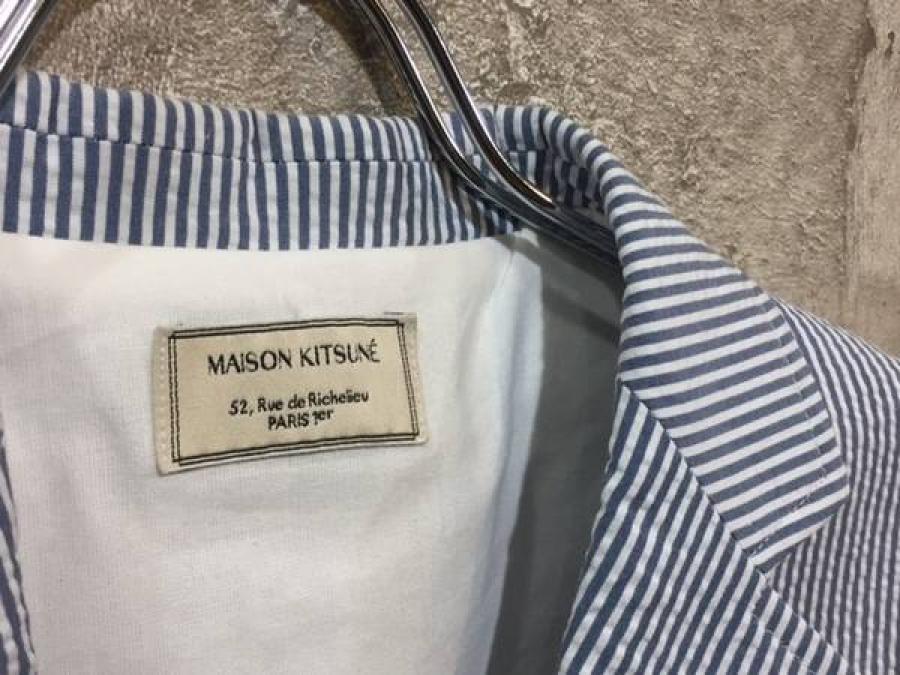 MAISON KITSUNÉ
52, Rue de Richelieu
PARIS 1er